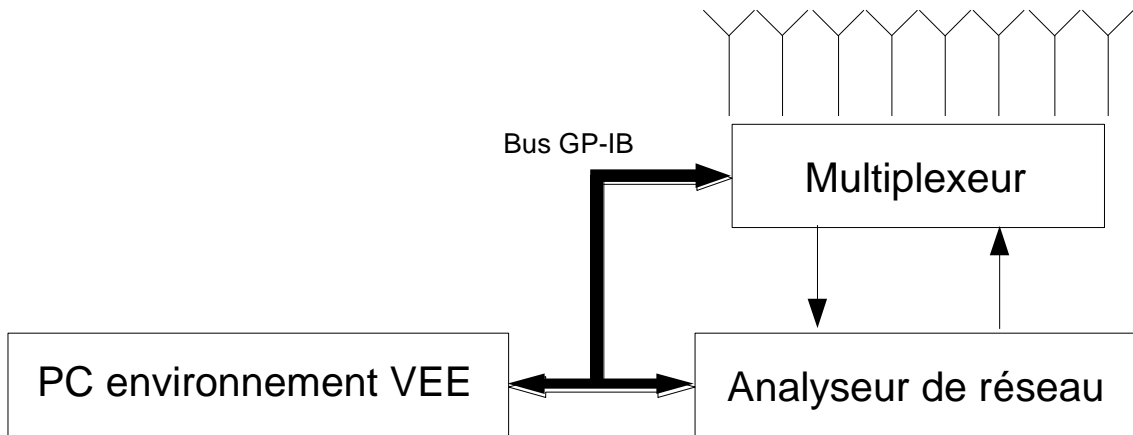 Bus GP-IB
Multiplexeur
PC environnement VEE
Analyseur de réseau